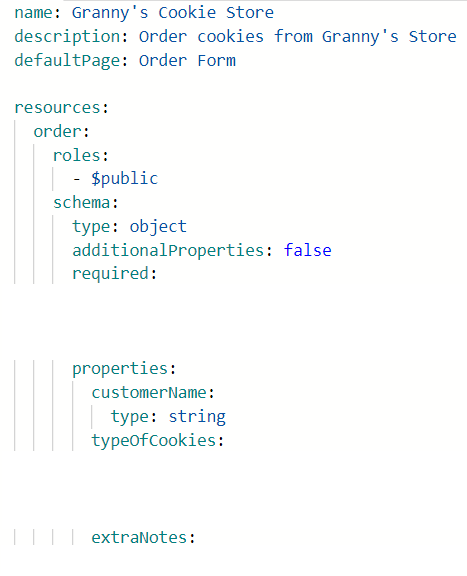 name: Granny's Cookie Store
description: Order cookies from Granny's Store
defaultPage: Order Form
resources:
order:
roles:
- $public
schema:
type: object
additionalProperties: false
required:
properties:
customerName:
type: string
typeOfCookies:
extraNotes: